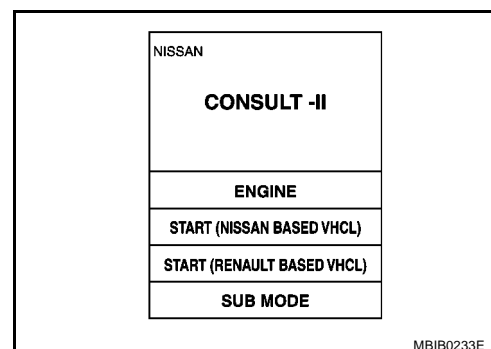 NISSAN
CONSULT -II
ENGINE
START (NISSAN BASED VHCL)
START (RENAULT BASED VHCL)
SUB MODE
MBIB0233E